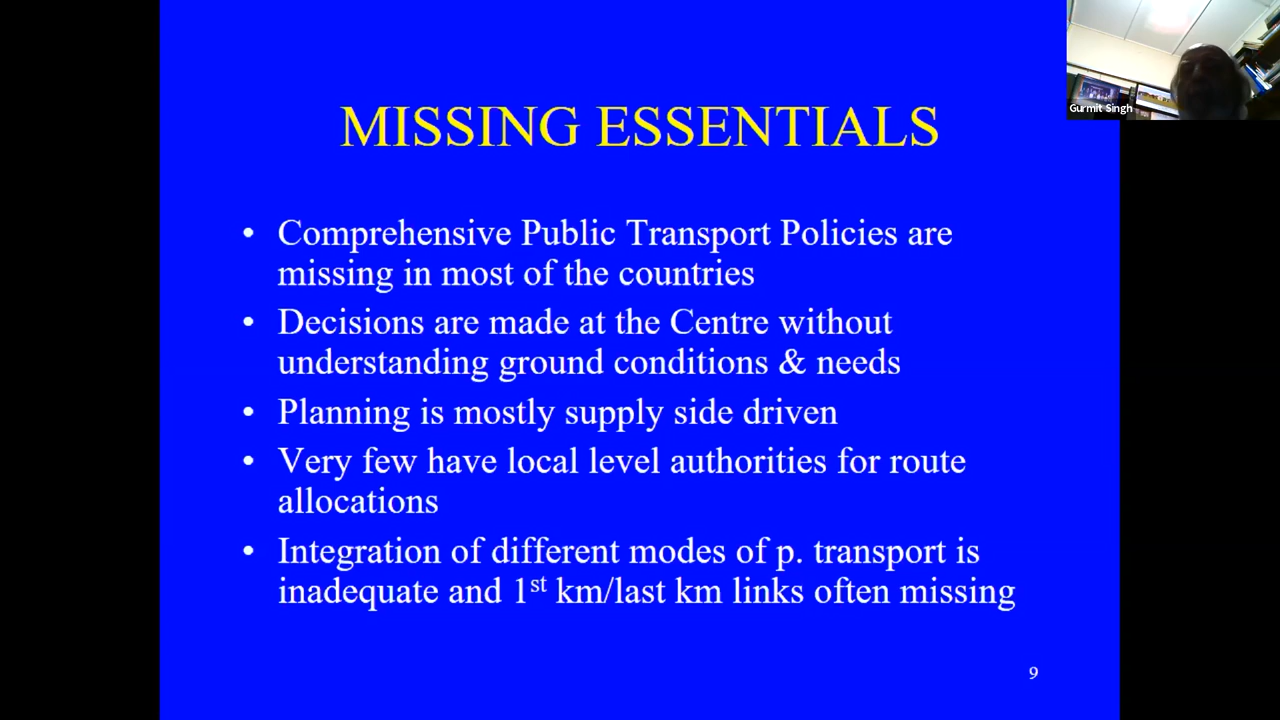 MISSING ESSENTIALS
• Comprehensive Public Transport Policies are
missing in most of the countries
• Decisions are made at the Centre without
understanding ground conditions & needs
• Planning is mostly supply side driven
• Very few have local level authorities for route
allocations
• Integration of different modes of p. transport is
inadequate and 1st km/last km links often missing
9
Gurmit Singh